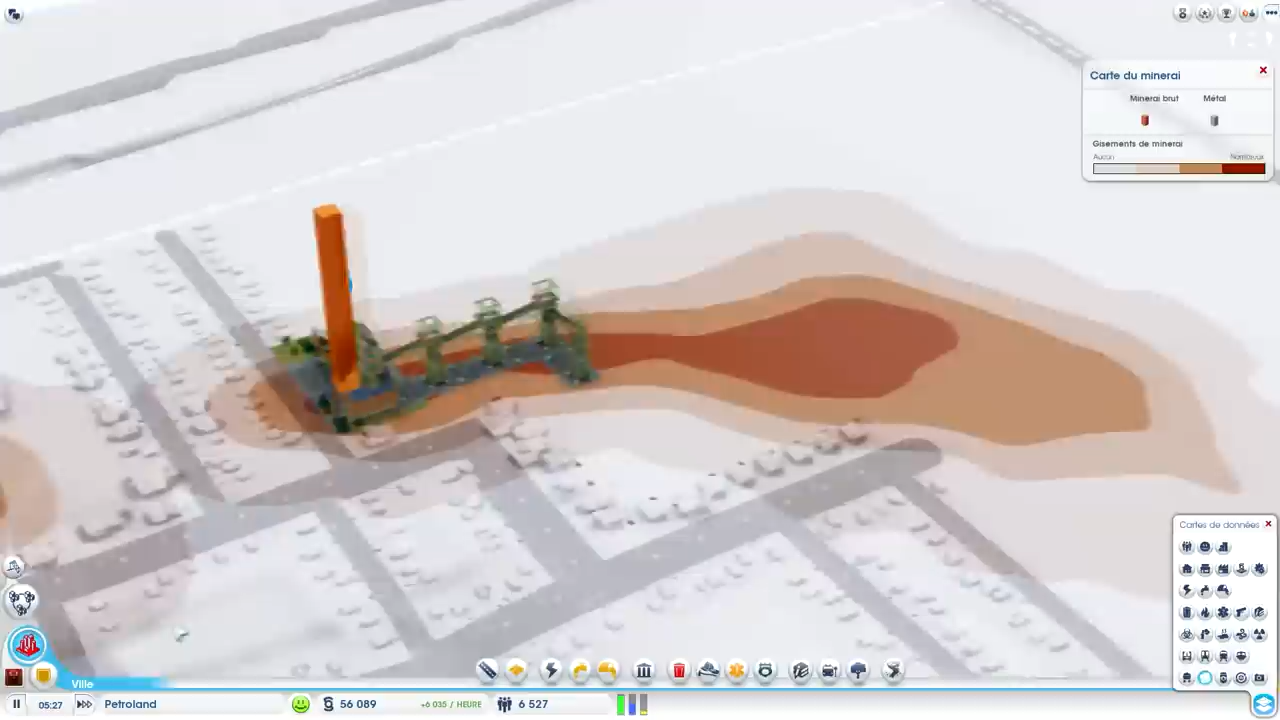 Carte du minerai
Minerai brut Métal
Gisements de minerai
Aucun Nombreux
Cartes de données
Ville
05:27 Petroland 56 089 +6 035 / HEURE 6 527